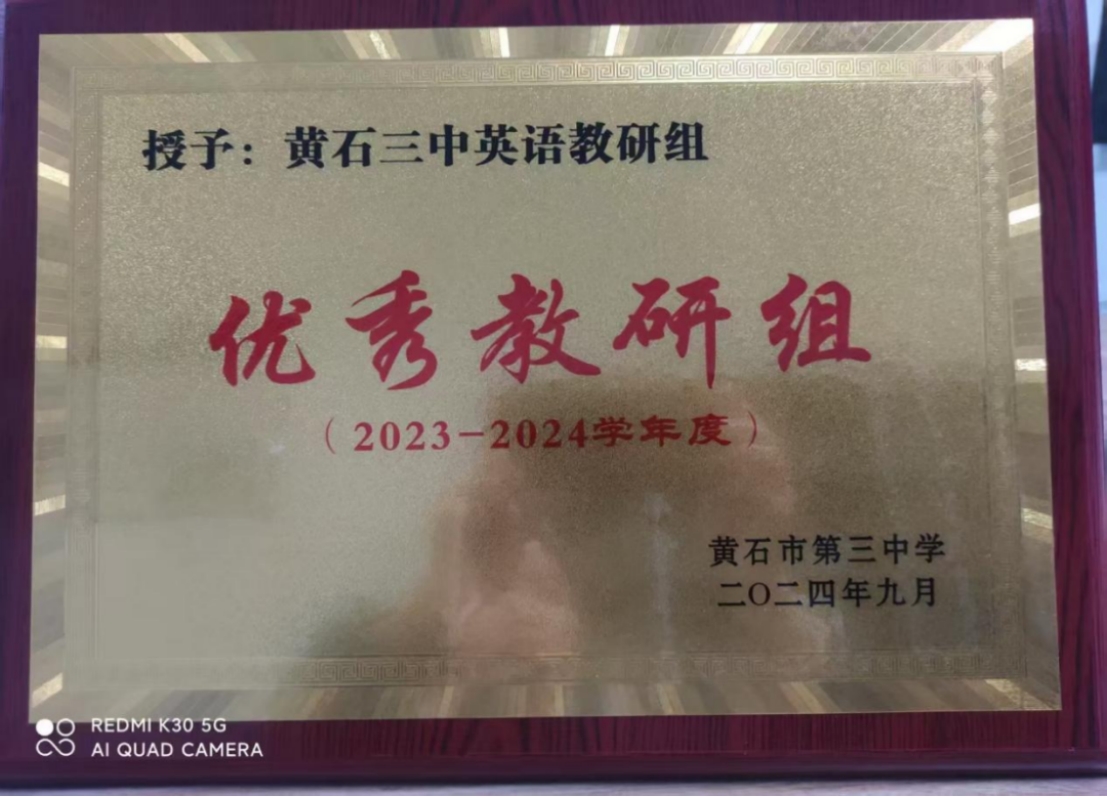 授予：黄石三中英语教研组
优秀教研组
（2023-2024学年度）
黄石市第三中学
二〇二四年九月
REDMI K30 5G
AI QUAD CAMERA